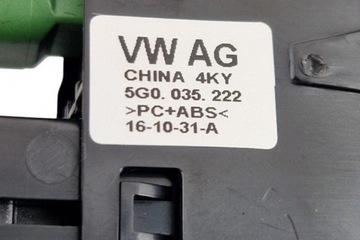 VW AG
CHINA 4KY
5G0. 035. 222
>PC+ABS<
16-10-31-A